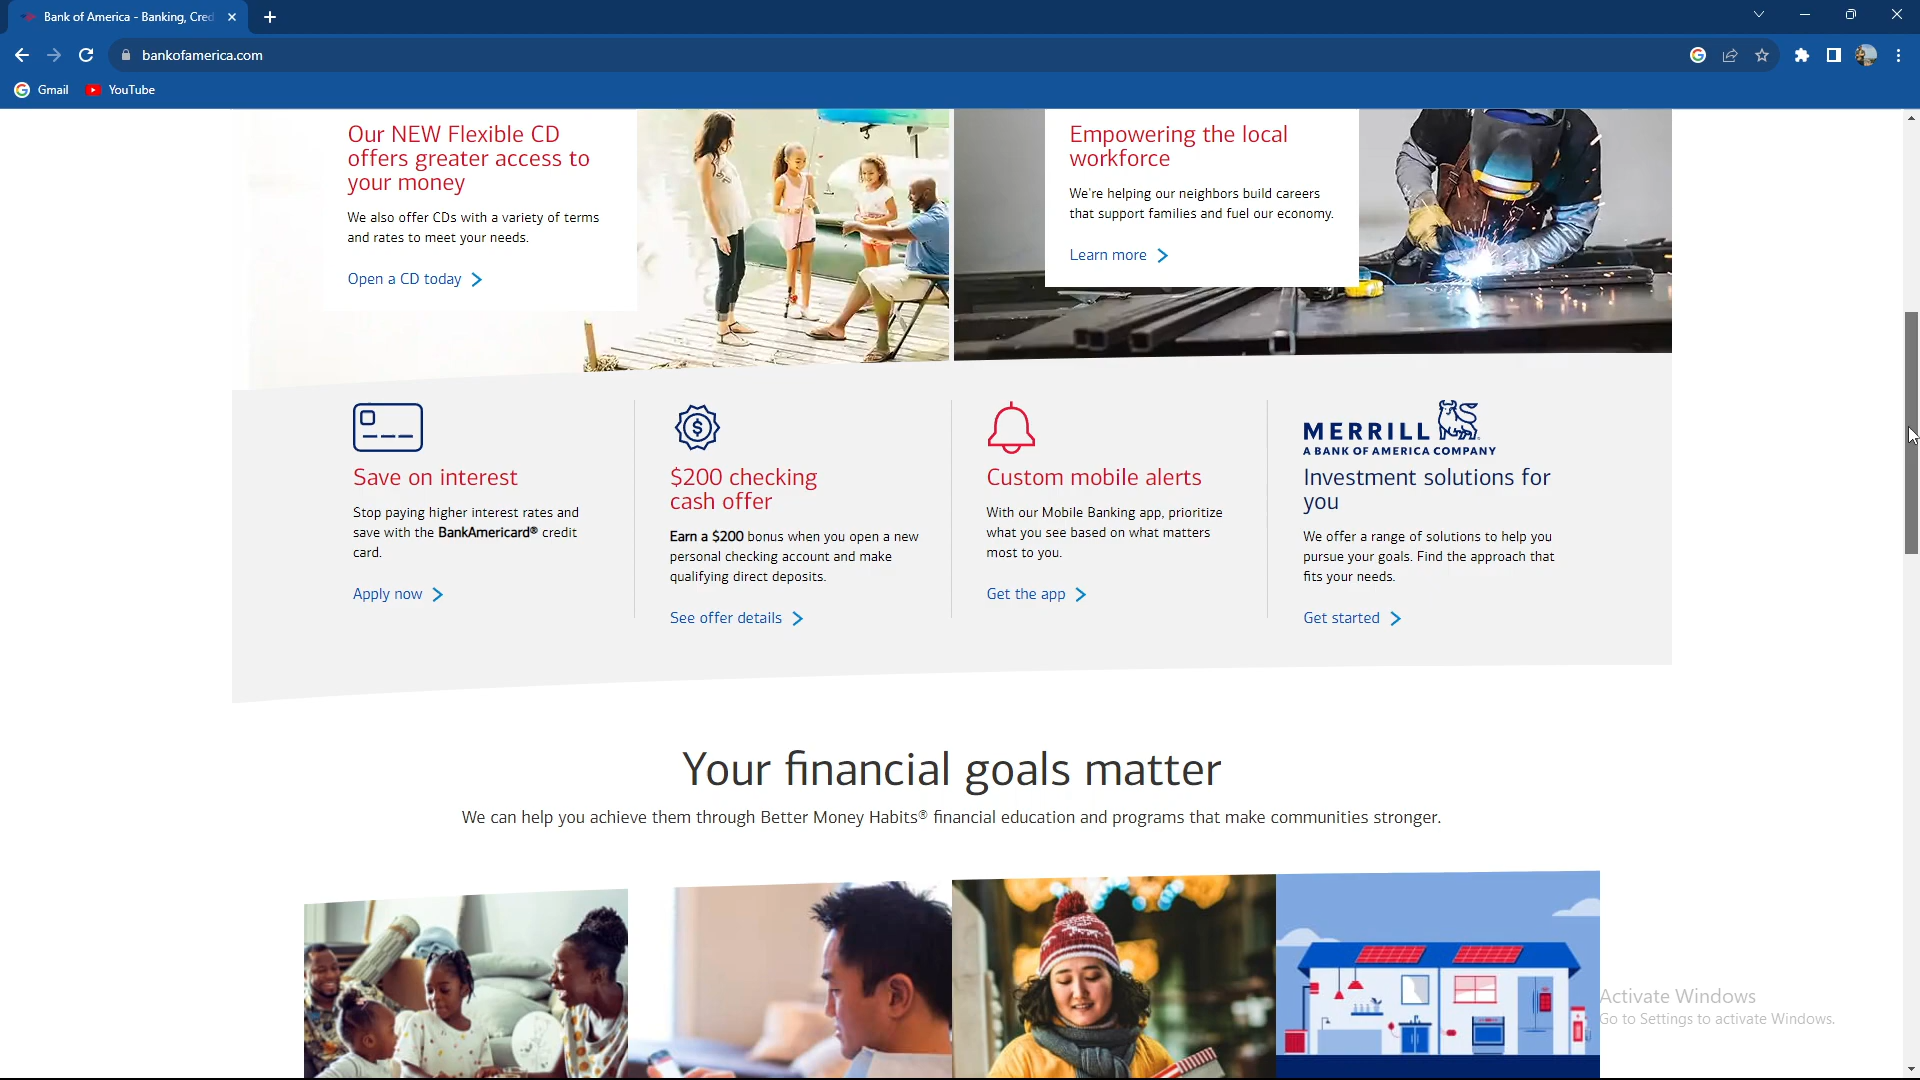 Bank of America - Banking, Cred
bankofamerica.com
Gmail
YouTube
Our NEW Flexible CD
offers greater access to
your money
We also offer CDs with a variety of terms
and rates to meet your needs.
Open a CD today
Empowering the local
workforce
We're helping our neighbors build careers
that support families and fuel our economy.
Learn more
Save on interest
Stop paying higher interest rates and
save with the BankAmericard® credit
card.
Apply now
$
$200 checking
cash offer
Earn a $200 bonus when you open a new
personal checking account and make
qualifying direct deposits.
See offer details
Custom mobile alerts
With our Mobile Banking app, prioritize
what you see based on what matters
most to you.
Get the app
MERRILL
A BANK OF AMERICA COMPANY
Investment solutions for
you
We offer a range of solutions to help you
pursue your goals. Find the approach that
fits your needs.
Get started
Your financial goals matter
We can help you achieve them through Better Money Habits® financial education and programs that make communities stronger.
Activate Windows
Go to Settings to activate Windows.